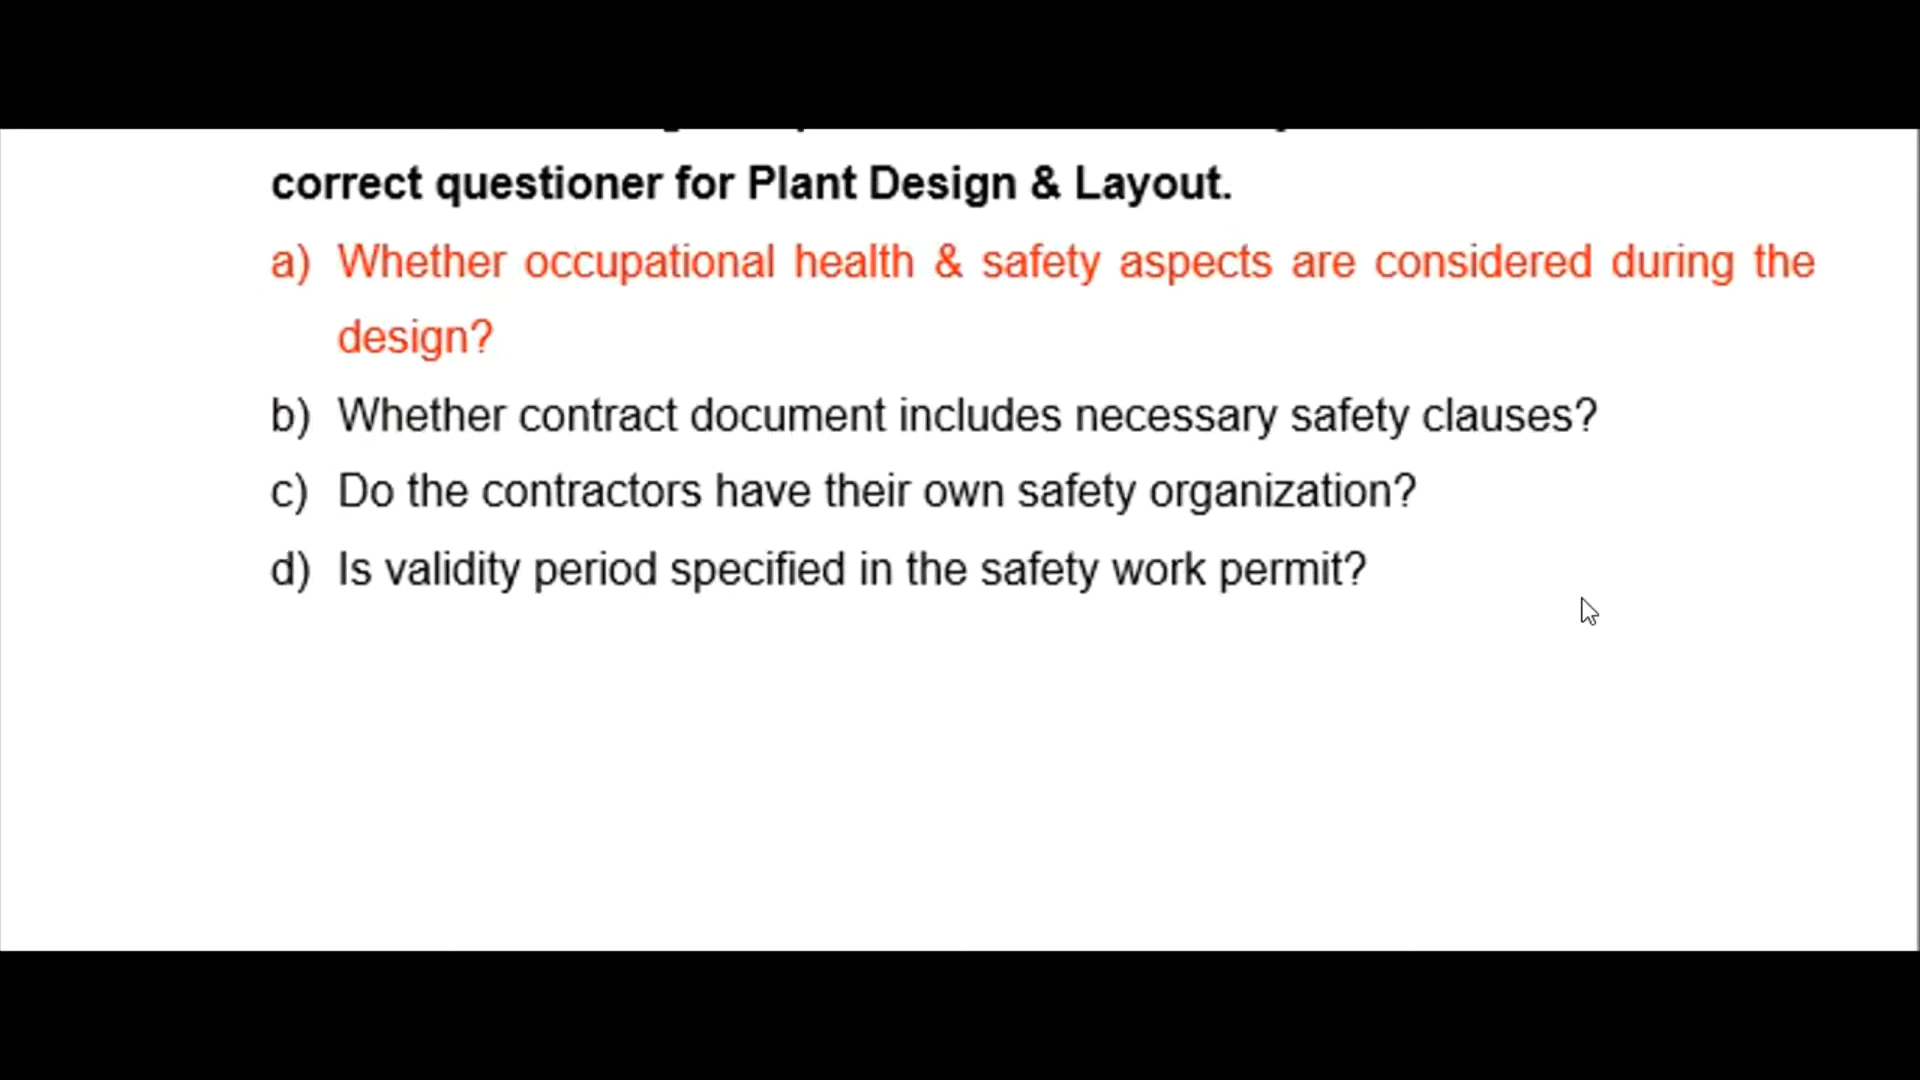 correct questioner for Plant Design & Layout.
a) Whether occupational health & safety aspects are considered during the
design?
b) Whether contract document includes necessary safety clauses?
c) Do the contractors have their own safety organization?
d) Is validity period specified in the safety work permit?